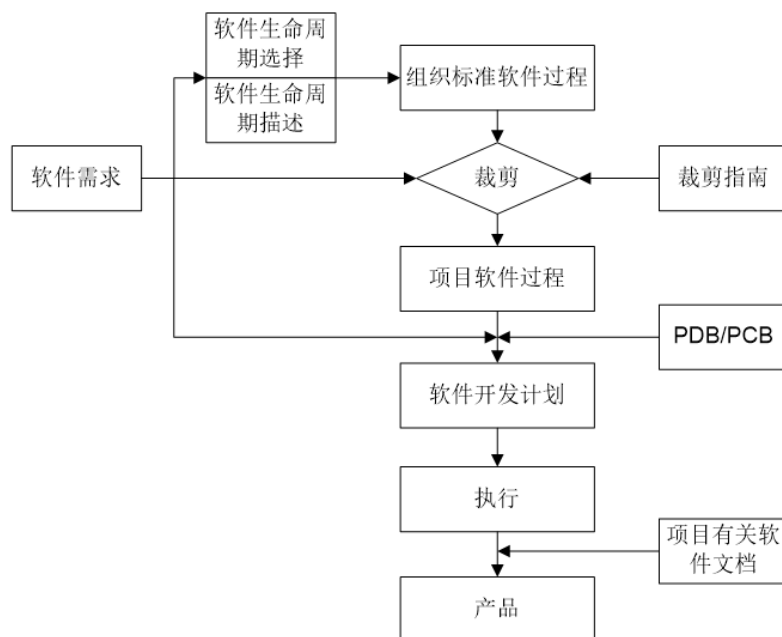 软件生命周
期选择
软件生命周
期描述
组织标准软件过程
软件需求
裁剪
裁剪指南
项目软件过程
PDB/PCB
软件开发计划
执行
项目有关软
件文档
产品